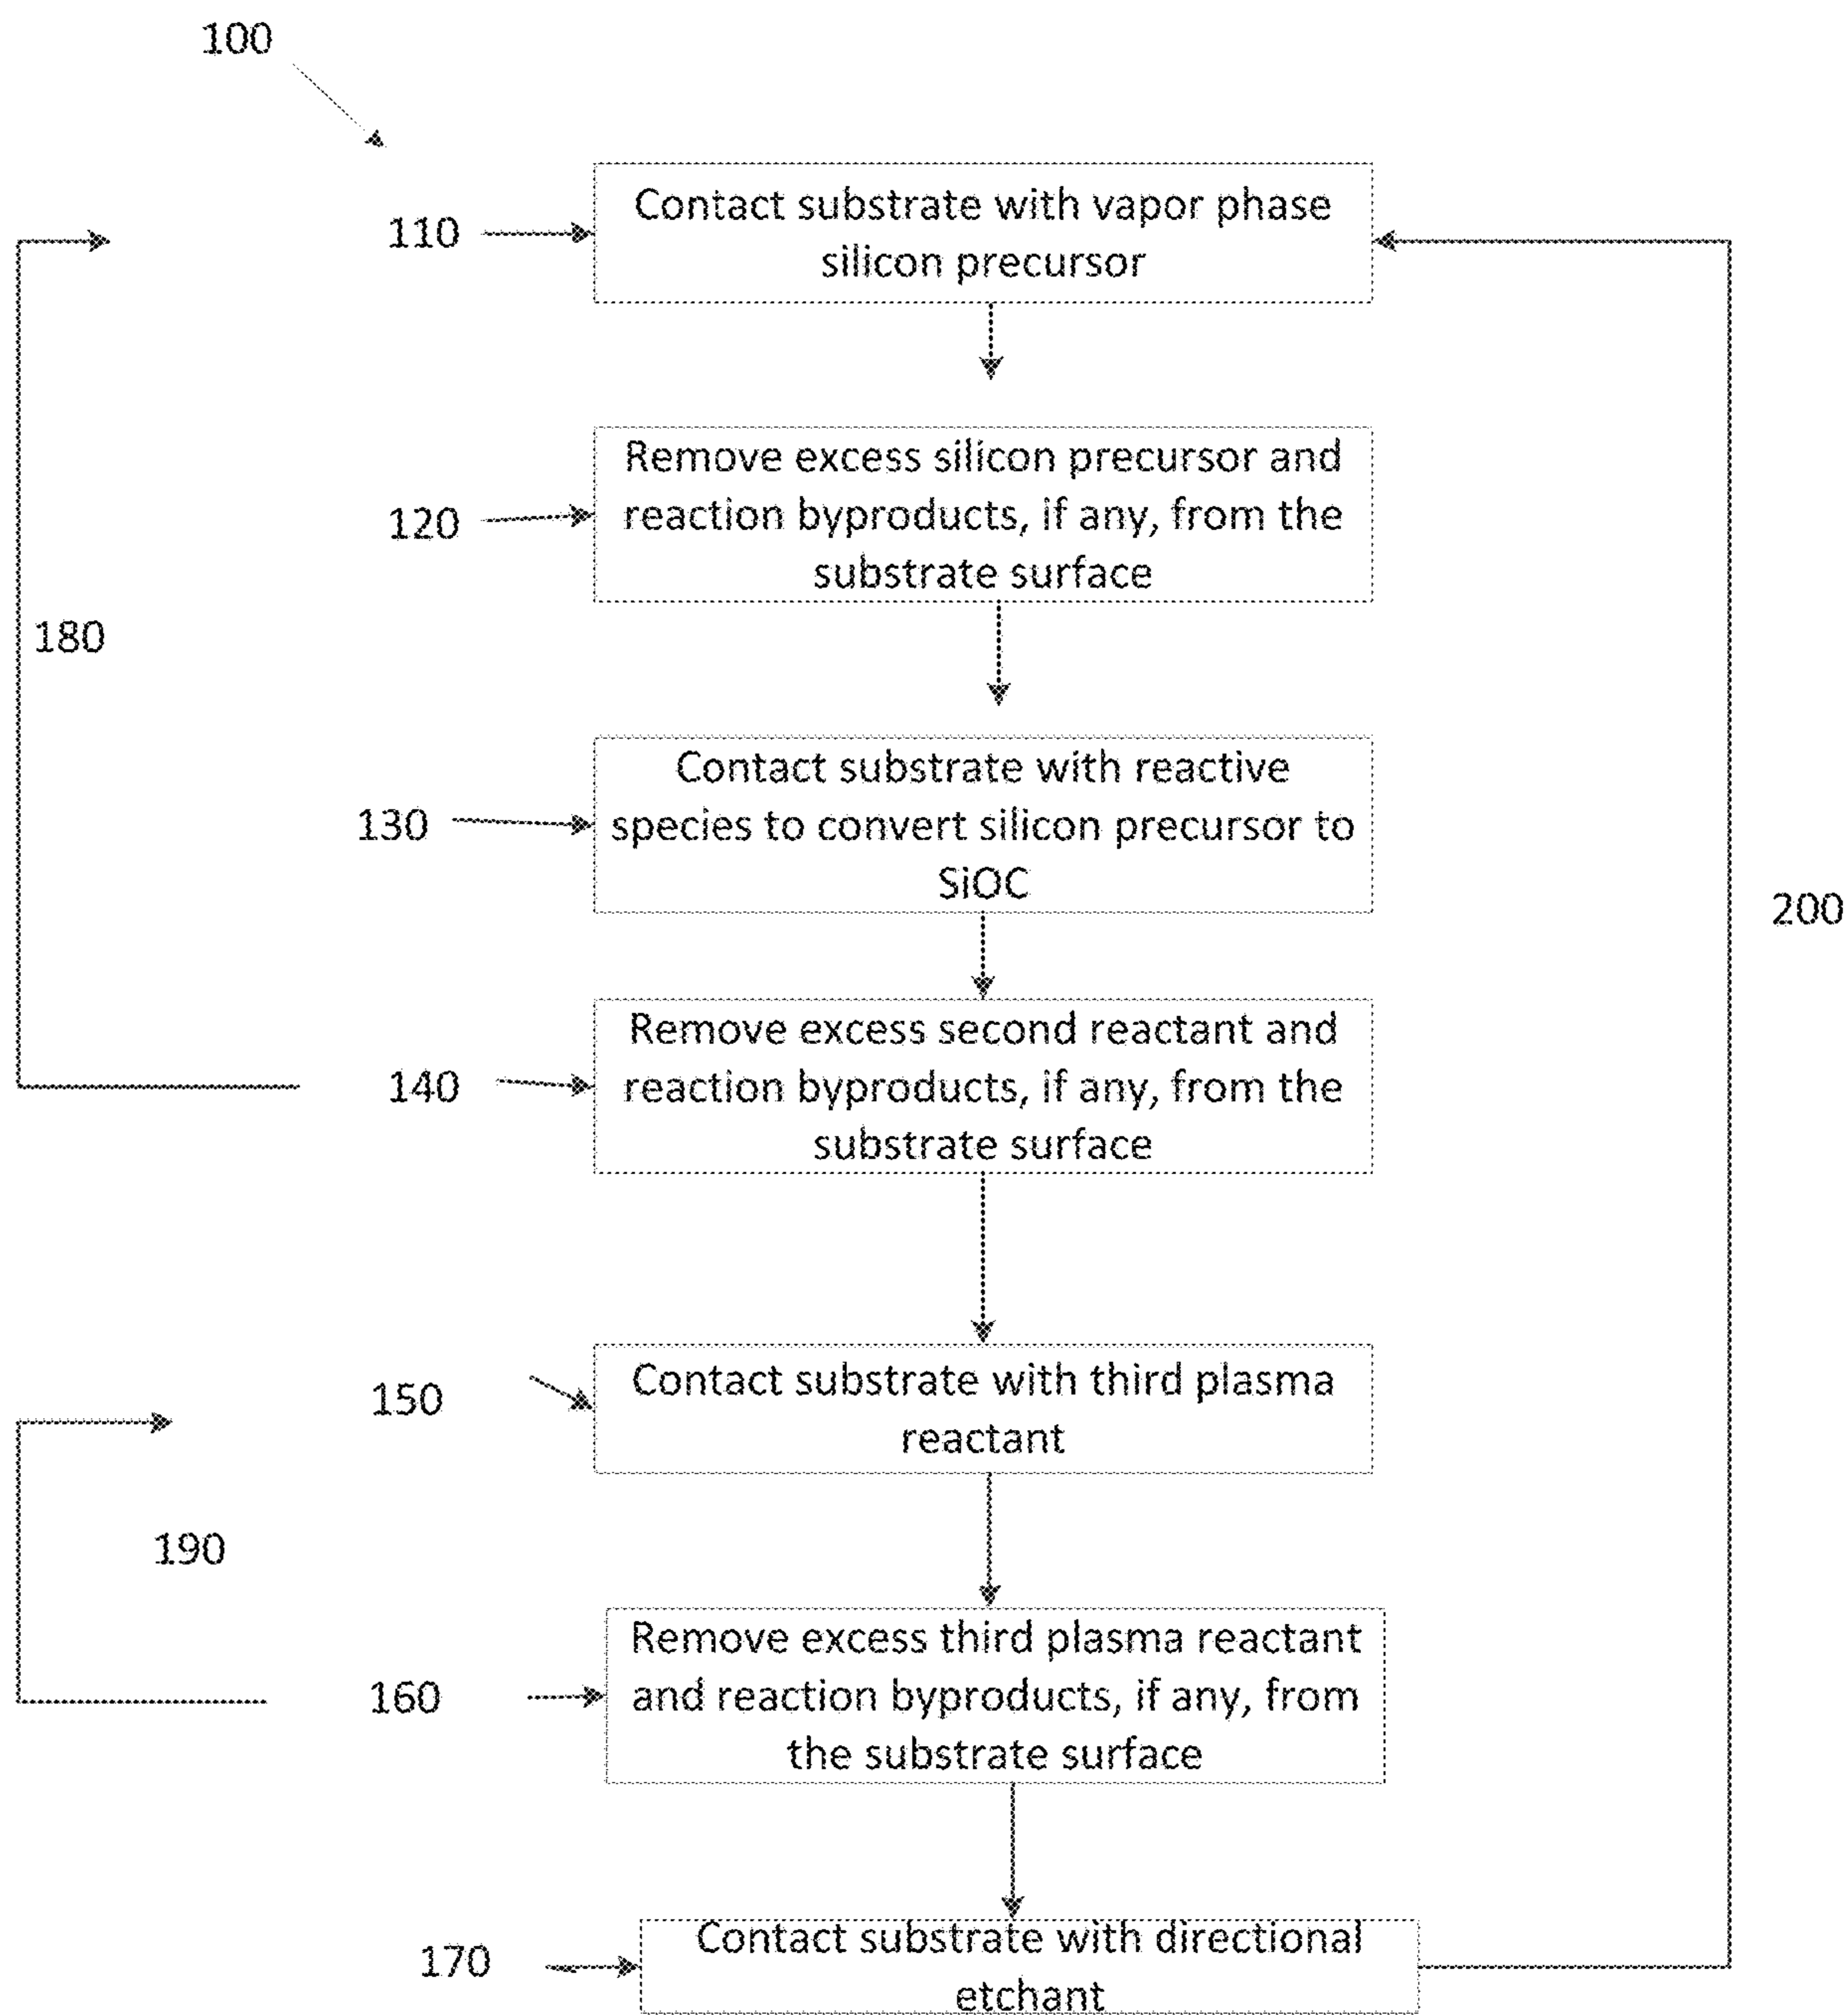 100
110
Contact substrate with vapor phase
silicon precursor
120
Remove excess silicon precursor and
reaction byproducts, if any, from the
substrate surface
180
130
Contact substrate with reactive
species to convert silicon precursor to
SiOC
200
140
Remove excess second reactant and
reaction byproducts, if any, from the
substrate surface
150
Contact substrate with third plasma
reactant
190
160
Remove excess third plasma reactant
and reaction byproducts, if any, from
the substrate surface
170
Contact substrate with directional
etchant